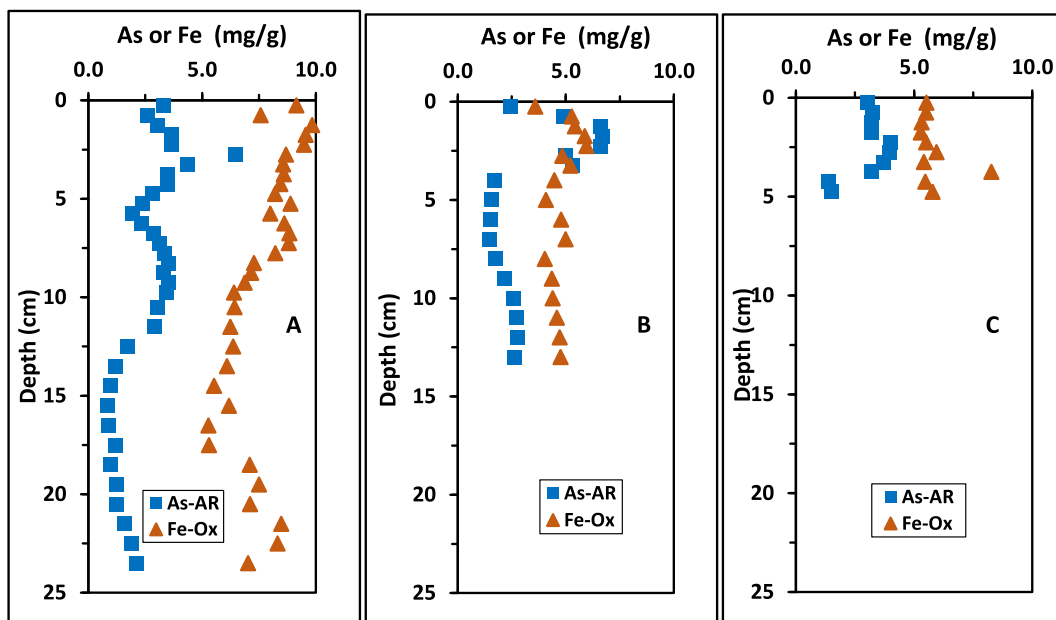 As or Fe (mg/g)
0.0 5.0 10.0
0
5
10
15
20
25
Depth (cm)
A
As-AR
Fe-Ox
As or Fe (mg/g)
0.0 5.0 10.0
0
5
10
15
20
25
Depth (cm)
B
As-AR
Fe-Ox
As or Fe (mg/g)
0.0 5.0 10.0
0
5
10
15
20
25
Depth (cm)
C
As-AR
Fe-Ox